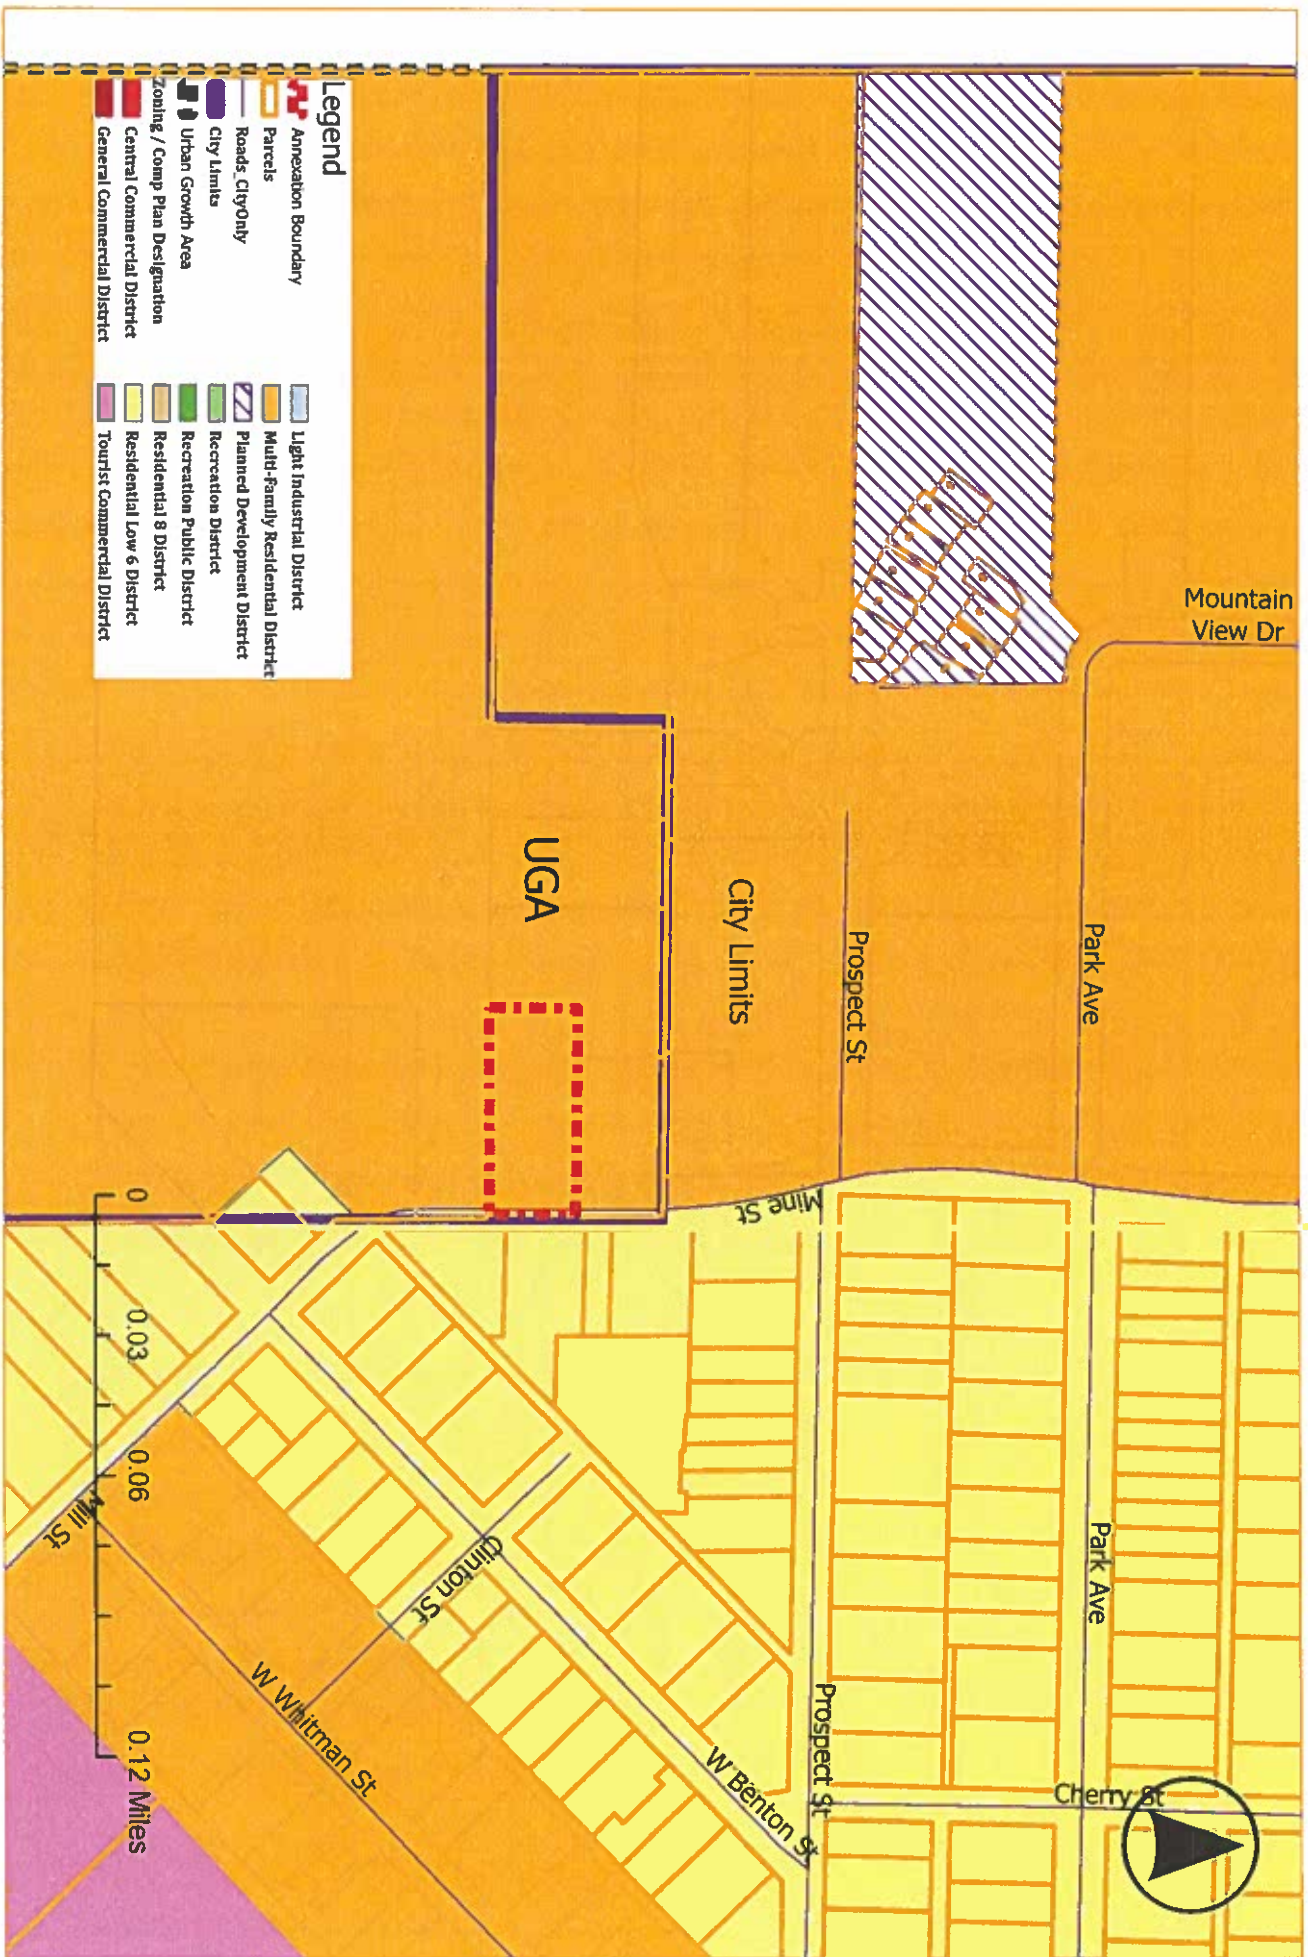 Mountain
View Dr
Park Ave
Prospect St
City Limits
UGA
Mine St
Park Ave
Prospect St
Cherry St
W Benton St
Clinton St
W Whitman St
Mill St
Legend
Annexation Boundary
Parcels
Roads_CityOnly
City Limits
Urban Growth Area
Zoning / Comp Plan Designation
Central Commercial District
General Commercial District
Light Industrial District
Multi-Family Residential District
Planned Development District
Recreation District
Recreation Public District
Residential 8 District
Residential Low 6 District
Tourist Commercial District
0 0.03 0.06 0.12 Miles